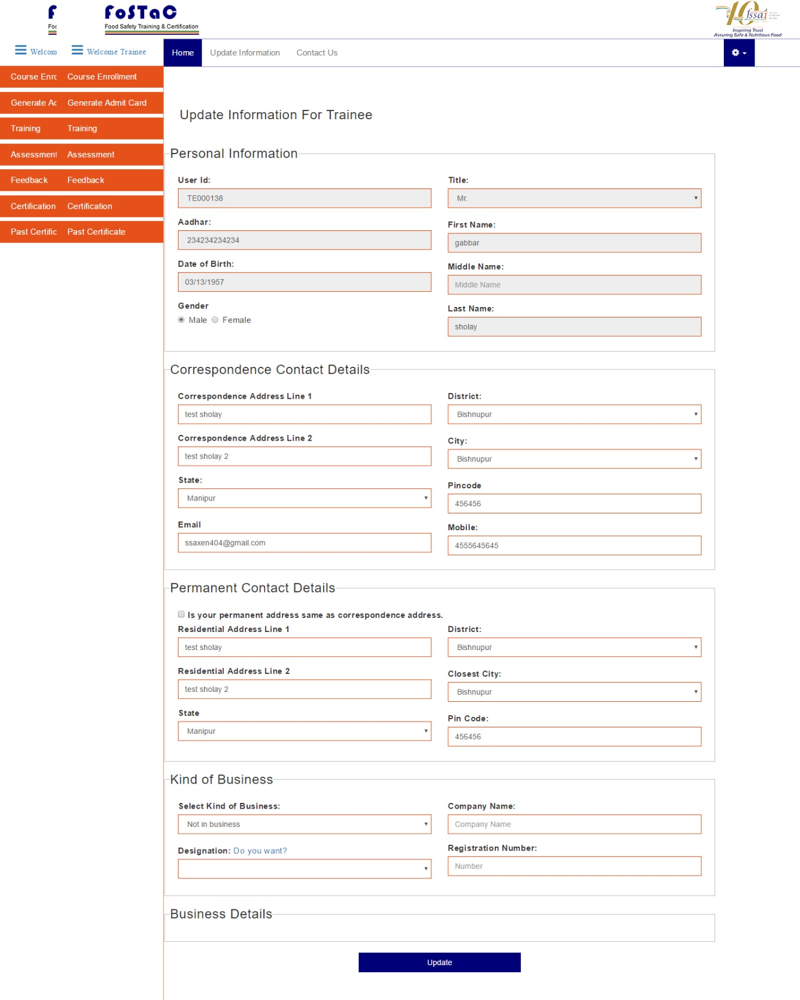 F
Foc
FoSTaC
Food Safety Training & Certification
fssai
Inspiring Trust
Assuring Safe & Nutritious Food
Welcom
Welcome Trainee
Home
Update Information
Contact Us
Course Enrc
Course Enrollment
Generate Ac
Generate Admit Card
Training
Training
Assessment
Assessment
Feedback
Feedback
Certification
Certification
Past Certific
Past Certificate
Update Information For Trainee
Personal Information
User Id:
TE000138
Title:
Mr.
Aadhar:
234234234234
First Name:
gabbar
Date of Birth:
03/13/1957
Middle Name:
Middle Name
Gender
Male Female
Last Name:
sholay
Correspondence Contact Details
Correspondence Address Line 1
test sholay
District:
Bishnupur
Correspondence Address Line 2
test sholay 2
City:
Bishnupur
State:
Manipur
Pincode
456456
Email
ssaxen404@gmail.com
Mobile:
4555645645
Permanent Contact Details
Is your permanent address same as correspondence address.
Residential Address Line 1
test sholay
District:
Bishnupur
Residential Address Line 2
test sholay 2
Closest City:
Bishnupur
State
Manipur
Pin Code:
456456
Kind of Business
Select Kind of Business:
Not in business
Company Name:
Company Name
Designation: Do you want?
Registration Number:
Number
Business Details
Update